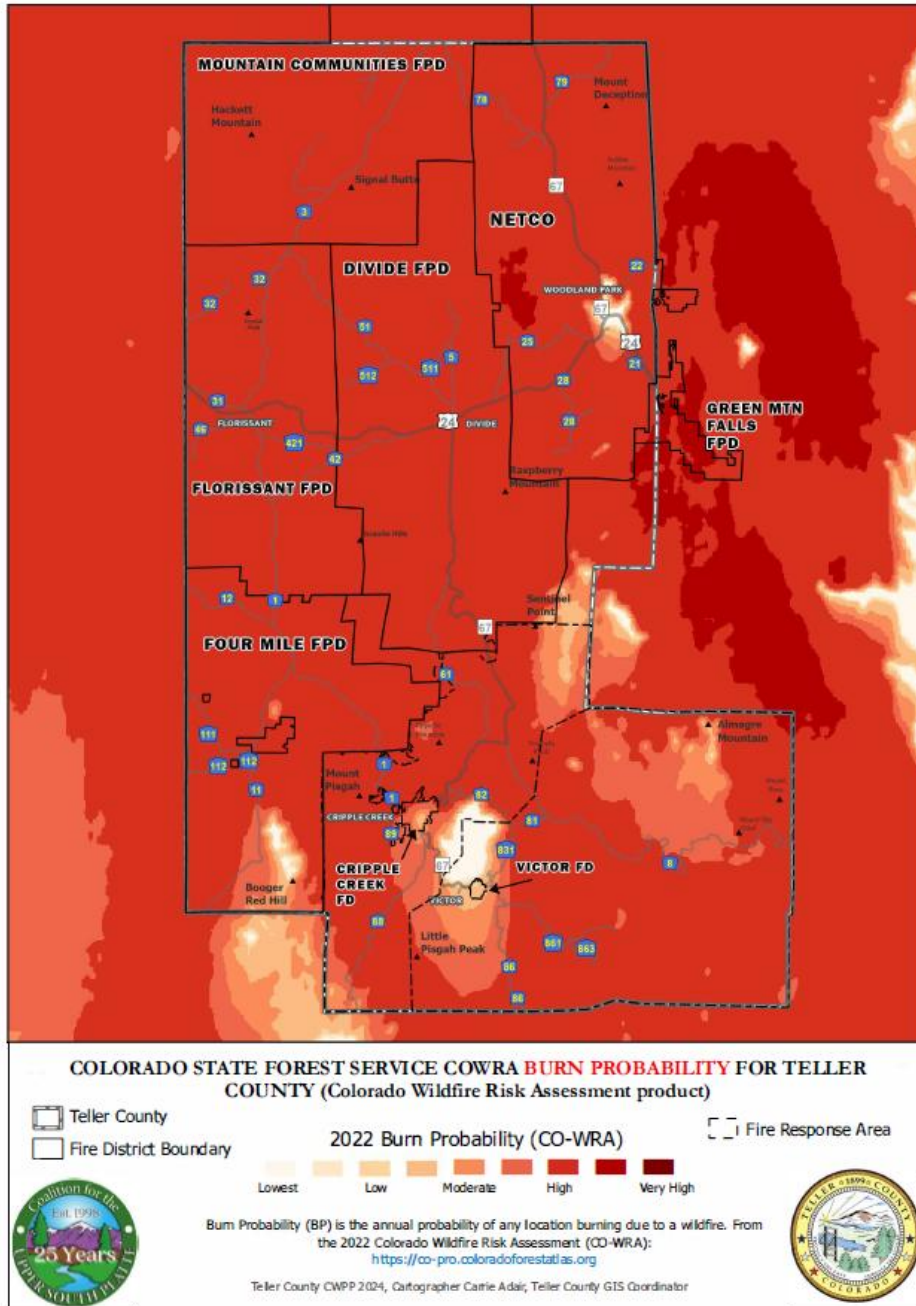 MOUNTAIN COMMUNITIES FPD
79
78
Mount
Deception
Hackett
Mountain
Signal Butte
67
3
NETCO
DIVIDE FPD
22
32
32
WOODLAND PARK
67
51
24
25
5
21
511
512
28
31
24
DIVIDE
28
GREEN MTN
FALLS
FPD
FLORISSANT
46
421
42
Raspberry
Mountain
FLORISSANT FPD
12
1
Sentinel
Point
67
FOUR MILE FPD
61
111
Almagre
Mountain
112
112
1
Mount
Pisgah
11
1
82
CRIPPLE CREEK
81
89
831
8
67
CRIPPLE
CREEK
FD
VICTOR FD
Booger
Red Hill
VICTOR
88
Little
Pisgah Peak
861
863
86
86
COLORADO STATE FOREST SERVICE COWRA BURN PROBABILITY FOR TELLER
COUNTY (Colorado Wildfire Risk Assessment product)
Teller County
Fire District Boundary
2022 Burn Probability (CO-WRA)
Fire Response Area
Lowest
Low
Moderate
High
Very High
Burn Probability (BP) is the annual probability of any location burning due to a wildfire. From
the 2022 Colorado Wildfire Risk Assessment (CO-WRA):
https://co-pro.coloradoforestatlas.org
Teller County CWPP 2024, Cartographer Carrie Adair, Teller County GIS Coordinator
Coalition for the
Est. 1998
25 Years
UPPER SOUTH PLATTE
TELLER COUNTY
1899
COLORADO